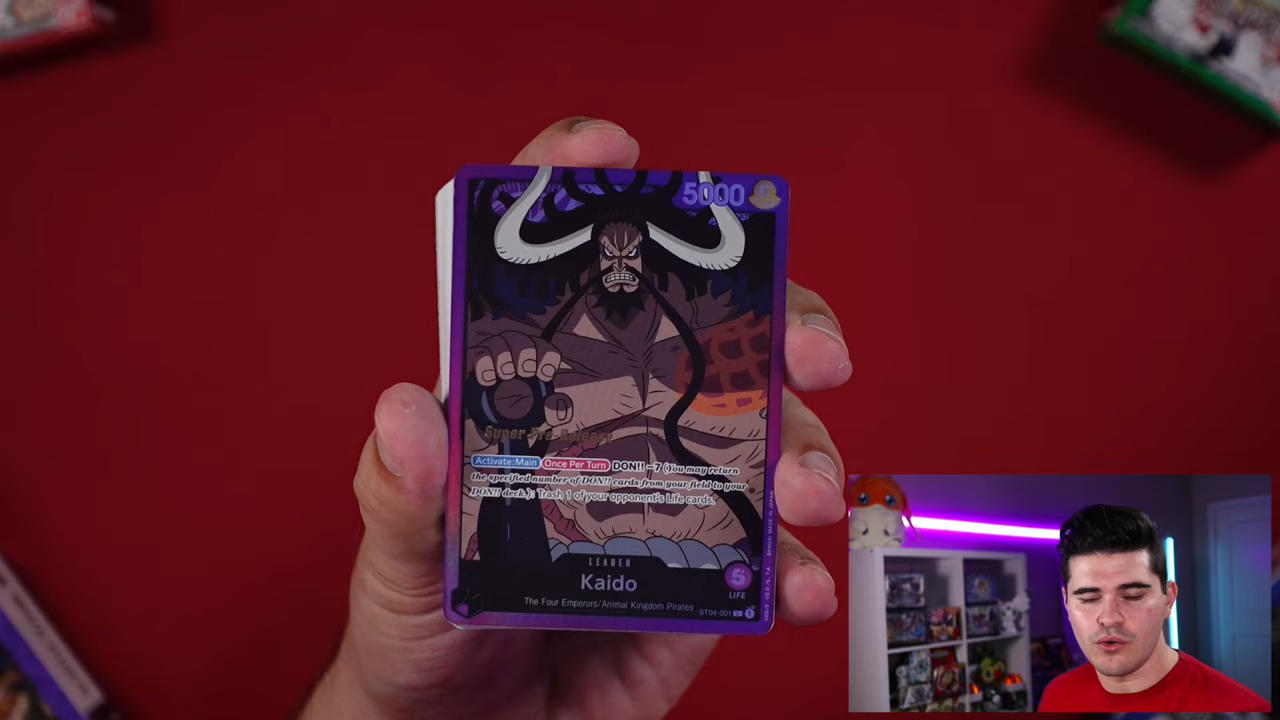 5000
Super Pre-Release
Activate:Main Once Per Turn DON!! −7 (You may return
the specified number of DON!! cards from your field to your
DON!! deck.): Trash 1 of your opponent's Life cards.
LEADER
Kaido
5
LIFE
The Four Emperors/Animal Kingdom Pirates
ST04-001